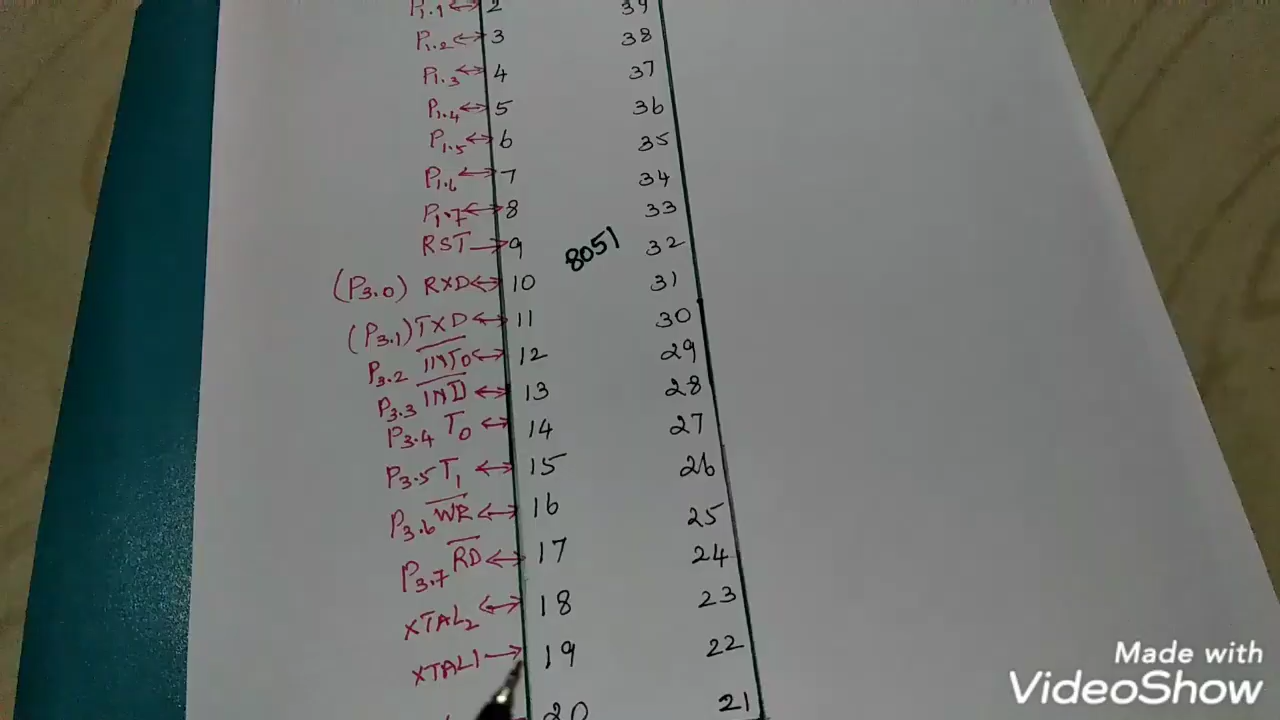 P1.1 ↔ 2 39
P1.2 ↔ 3 38
P1.3 ↔ 4 37
P1.4 ↔ 5 36
P1.5 ↔ 6 35
P1.6 ↔ 7 34
P1.7 ↔ 8 33
RST → 9 8051 32
(P3.0) RXD ↔ 10 31
(P3.1) TXD ↔ 11 30
P3.2 INT0 ↔ 12 29
P3.3 INT1 ↔ 13 28
P3.4 T0 ↔ 14 27
P3.5 T1 ↔ 15 26
P3.6 WR ↔ 16 25
P3.7 RD ↔ 17 24
XTAL2 ↔ 18 23
XTAL1 → 19 22
20 21
Made with
VideoShow